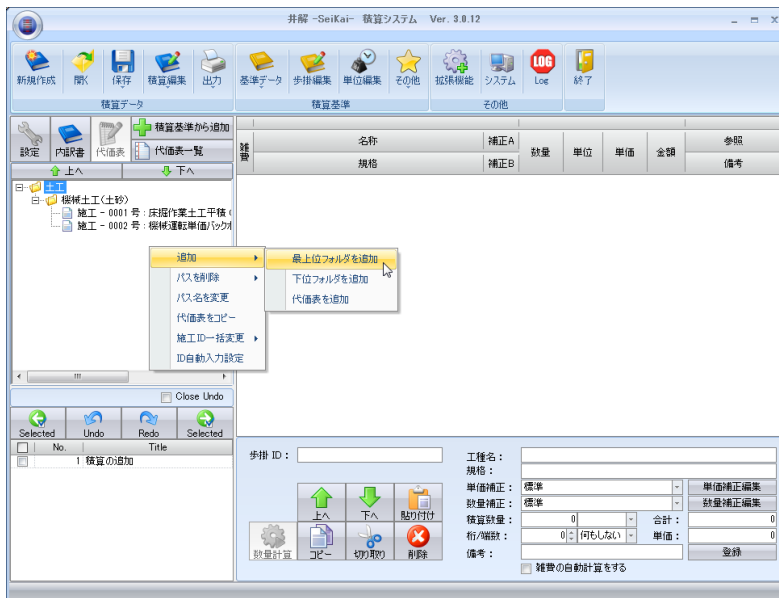 井解 -SeiKai- 積算システム Ver. 3.0.12
新規作成 開く 保存 積算編集 出力 基準データ 歩掛編集 単位編集 その他 拡張機能 システム Log 終了
LOG
積算データ 積算基準 その他
設定 内訳書 代価表 積算基準から追加
代価表一覧
上へ 下へ
土工
機械土工(土砂)
施工 - 0001 号 : 床掘作業土工平積(
施工 - 0002 号 : 機械運転単価バックホ
雑費 名称 補正A 数量 単位 単価 金額 参照
規格 補正B 備考
追加
パスを削除
パス名を変更
代価表をコピー
施工ID一括変更
ID自動入力設定
最上位フォルダを追加
下位フォルダを追加
代価表を追加
Close Undo
Selected Undo Redo Selected
No. Title
1 積算の追加
歩掛 ID :
上へ 下へ 貼り付け
数量計算 コピー 切り取り 削除
工種名 :
規格 :
単価補正 : 標準 単価補正編集
数量補正 : 標準 数量補正編集
積算数量 : 0 合計 : 0
桁/端数 : 0 何もしない 単価 : 0
備考 : 登録
雑費の自動計算をする